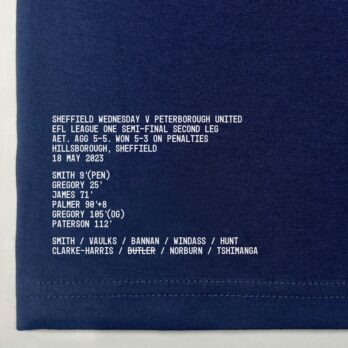 SHEFFIELD WEDNESDAY V PETERBOROUGH UNITED
EFL LEAGUE ONE SEMI-FINAL SECOND LEG
AET. AGG 5-5. WON 5-3 ON PENALTIES
HILLSBOROUGH, SHEFFIELD
18 MAY 2023
SMITH 9'(PEN)
GREGORY 25'
JAMES 71'
PALMER 90'+8
GREGORY 105'(OG)
PATERSON 112'
SMITH / VAULKS / BANNAN / WINDASS / HUNT
CLARKE-HARRIS / BUTLER / NORBURN / TSHIMANGA